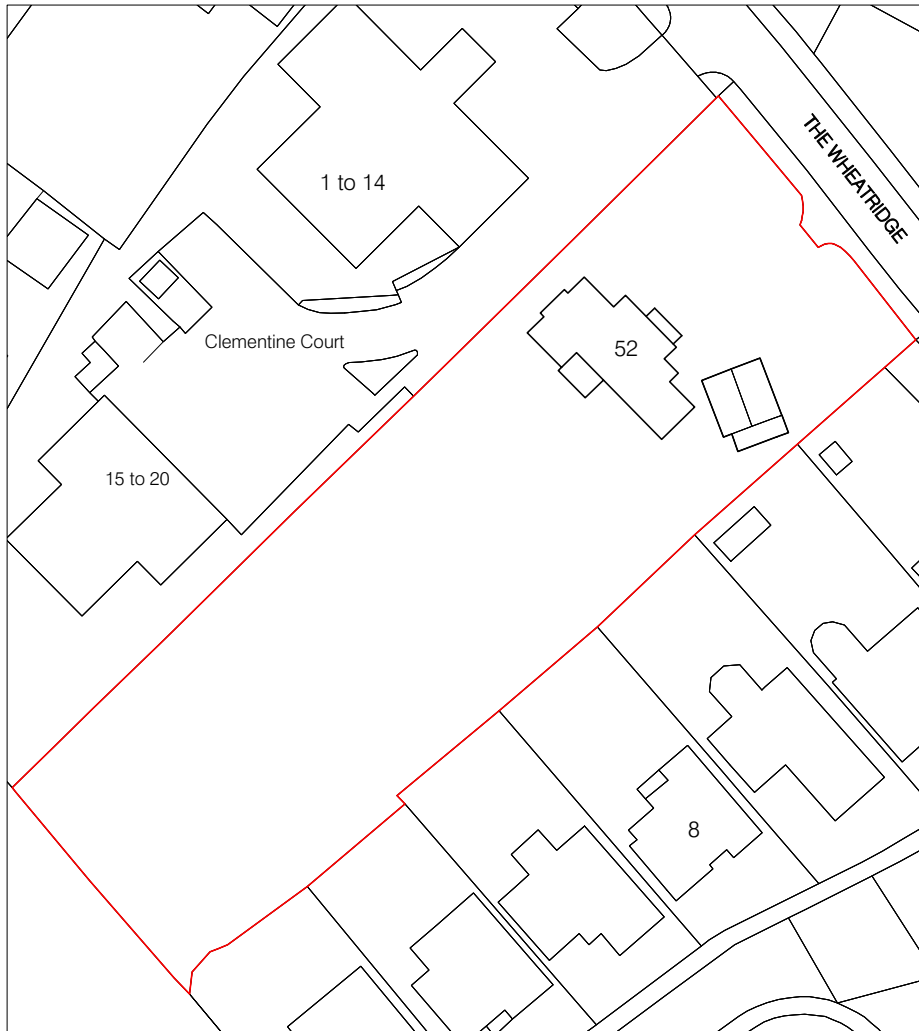 THE WHEATRIDGE
1 to 14
Clementine Court
52
15 to 20
8